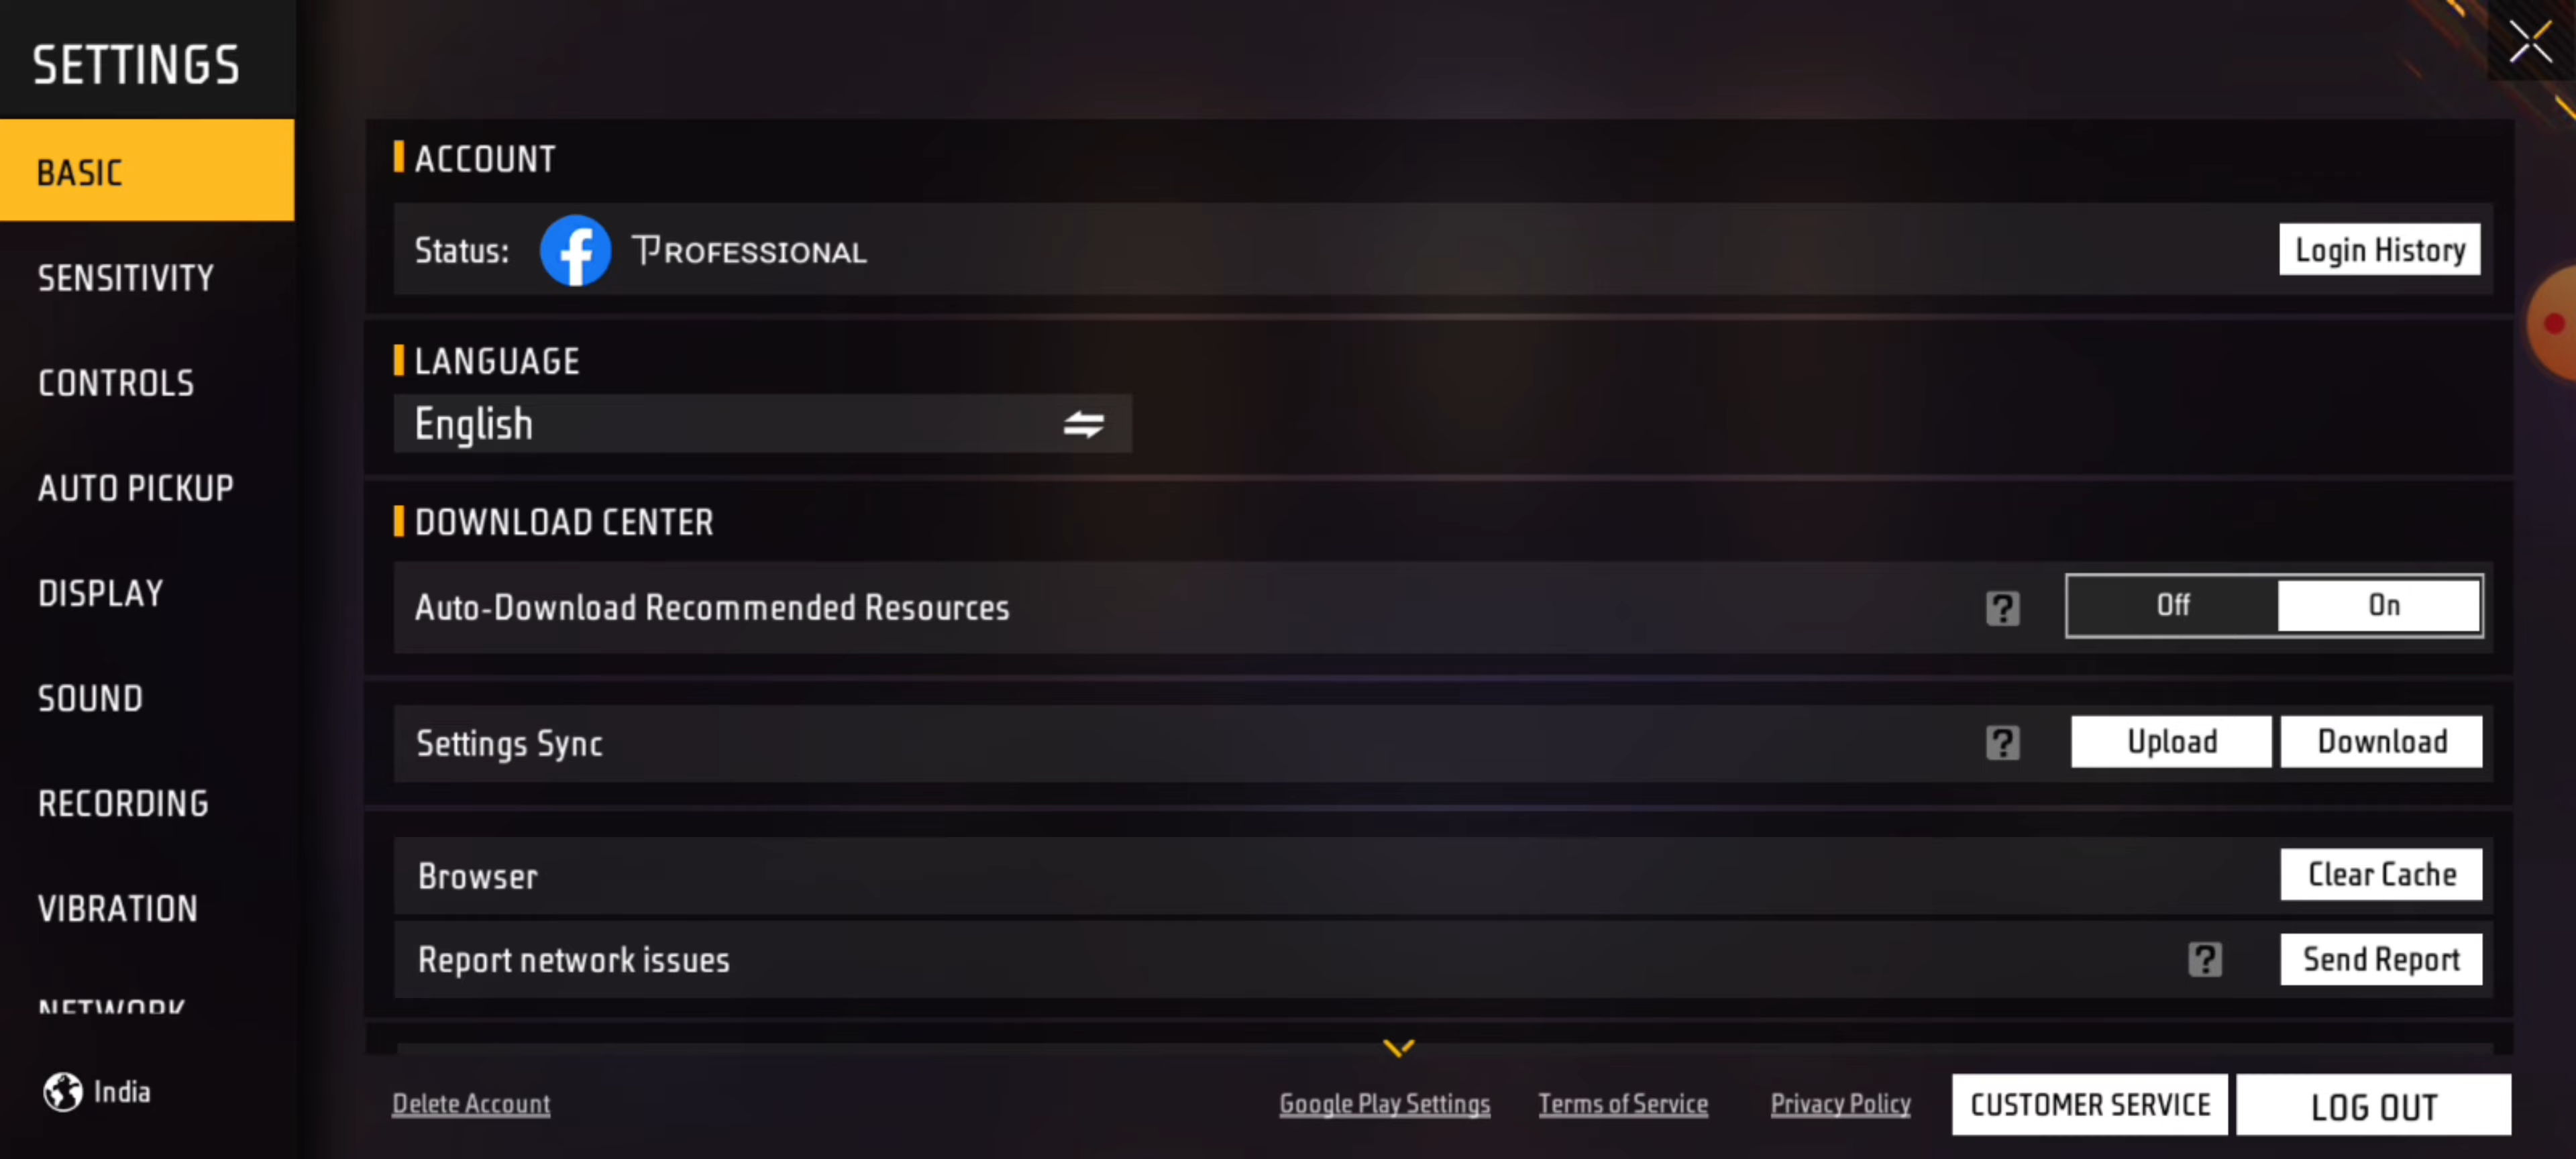 SETTINGS
BASIC
SENSITIVITY
CONTROLS
AUTO PICKUP
DISPLAY
SOUND
RECORDING
VIBRATION
NETWORK
India
ACCOUNT
Status: Professional
Login History
LANGUAGE
English
DOWNLOAD CENTER
Auto-Download Recommended Resources ? Off On
Settings Sync ? Upload Download
Browser Clear Cache
Report network issues ? Send Report
Delete Account Google Play Settings Terms of Service Privacy Policy CUSTOMER SERVICE LOG OUT